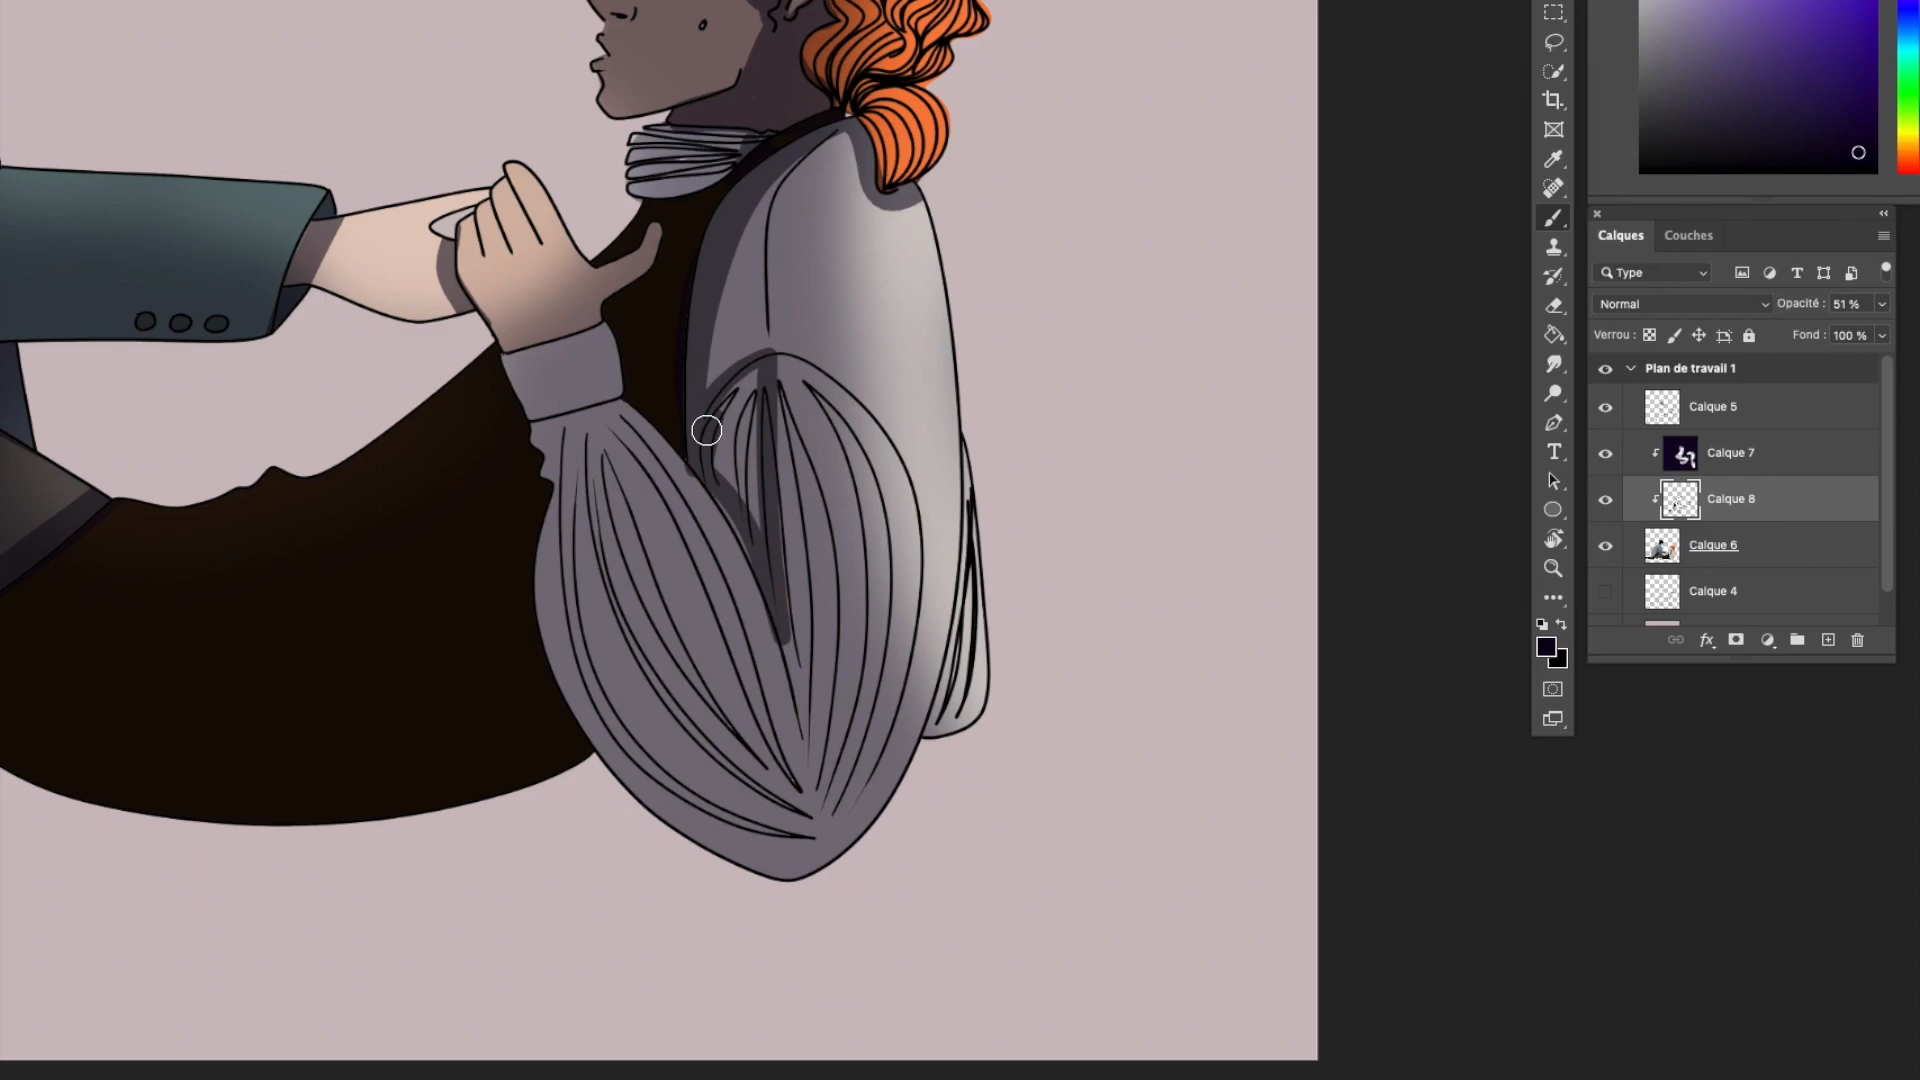 Calques Couches
Type
Normal Opacité : 51 %
Verrou : Fond : 100 %
Plan de travail 1
Calque 5
Calque 7
Calque 8
Calque 6
Calque 4
fx